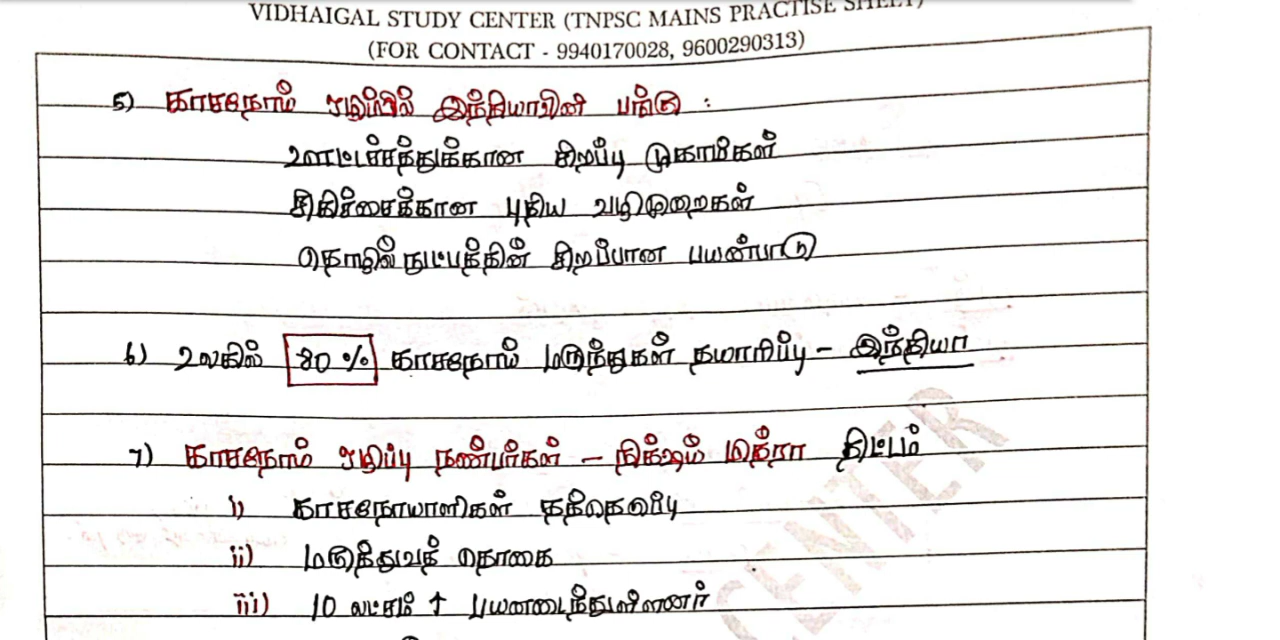 VIDHAIGAL STUDY CENTER (TNPSC MAINS PRACTISE SHEET)
(FOR CONTACT - 9940170028, 9600290313)
5) காசநோய் ஒழிப்பில் இந்தியாவின் பங்கு :
ஊட்டச்சத்துக்கான சிறப்பு முகாம்கள்
சிகிச்சைக்கான புதிய வழிமுறைகள்
தொழில்நுட்பத்தின் சிறப்பான பயன்பாடு
6) உலகில் 80 % காசநோய் மருந்துகள் தயாரிப்பு - இந்தியா
7) காசநோய் ஒழிப்பு நண்பர்கள் - நிக்ஷய் மித்ரா திட்டம்
i) காசநோயாளிகள் தத்தெடுப்பு
ii) மருத்துவத் தொகை
iii) 10 லட்சம் ↑ பயனடைந்துள்ளனர்
CENTER